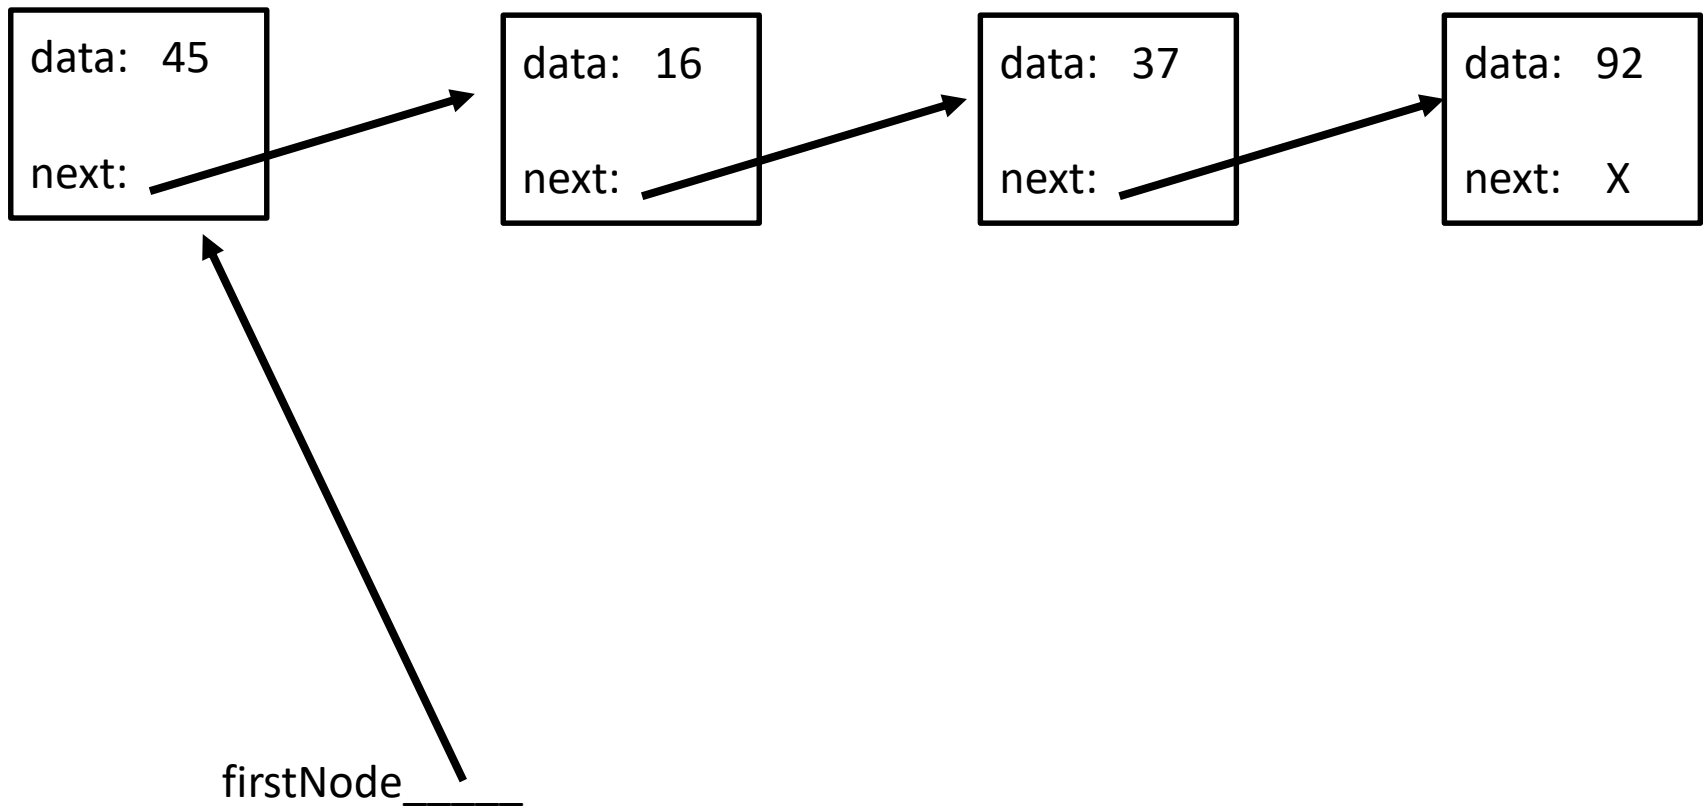 data: 45
next:
data: 16
next:
data: 37
next:
data: 92
next: X
firstNode_____